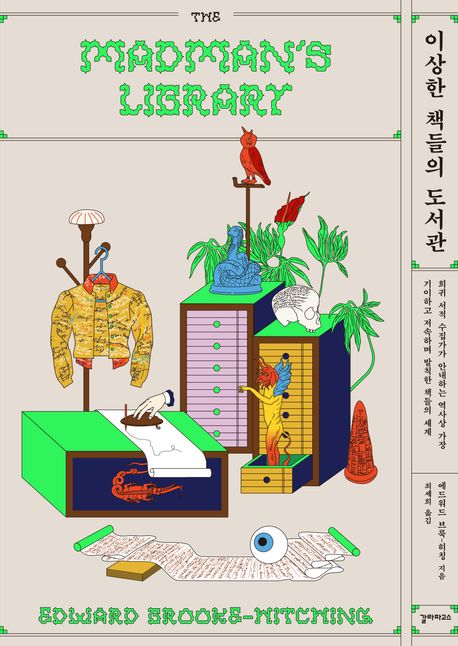 THE
MADMAN'S
LIBRARY
이상한 책들의 도서관
희귀 서적 수집가가 안내하는 역사상 가장
기이하고 저속하며 발칙한 책들의 세계
에드워드 브룩-히칭 지음
최세희 옮김
갈라파고스
EDWARD BROOKE-HITCHING